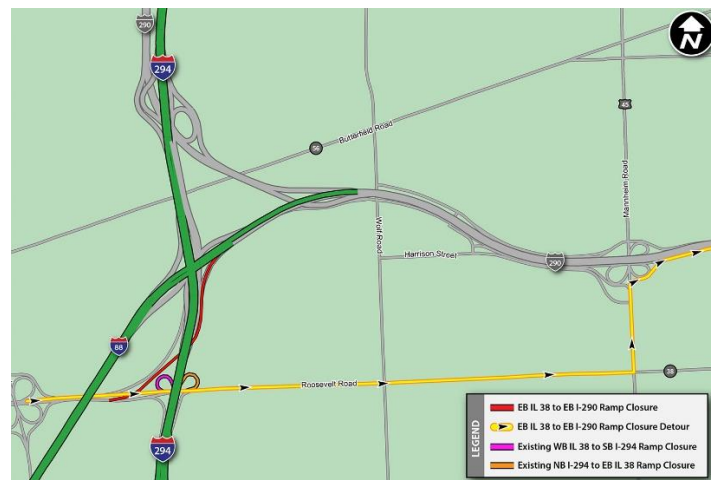 290
294
N
45
Butterfield Road
56
Mannheim Road
Wolf Road
Harrison Street
290
88
Roosevelt Road
38
294
LEGEND
EB IL 38 to EB I-290 Ramp Closure
EB IL 38 to EB I-290 Ramp Closure Detour
Existing WB IL 38 to SB I-294 Ramp Closure
Existing NB I-294 to EB IL 38 Ramp Closure